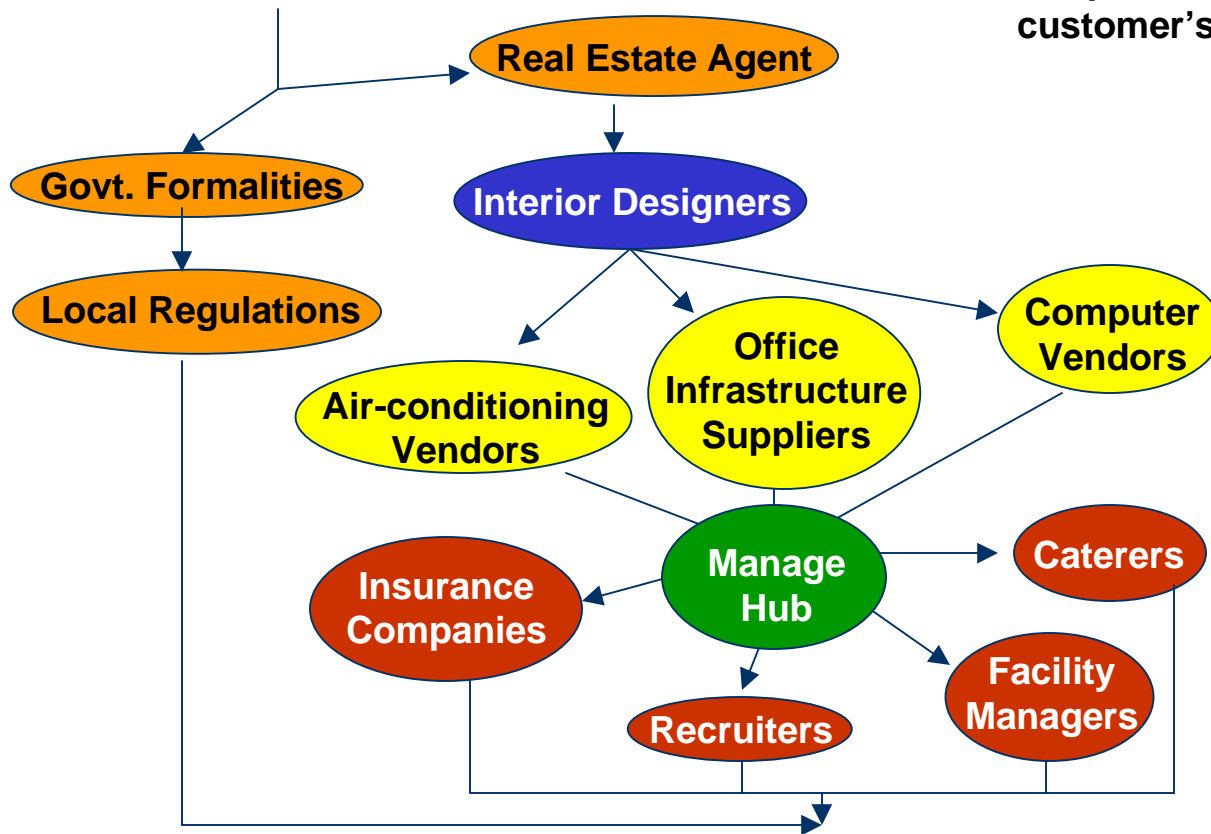 customer's
Real Estate Agent
Govt. Formalities
Interior Designers
Local Regulations
Computer
Vendors
Office
Infrastructure
Suppliers
Air-conditioning
Vendors
Manage
Hub
Caterers
Insurance
Companies
Facility
Managers
Recruiters